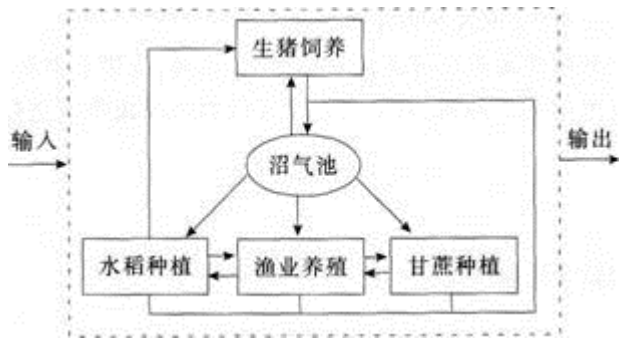 生猪饲养
输入
输出
沼气池
水稻种植
渔业养殖
甘蔗种植